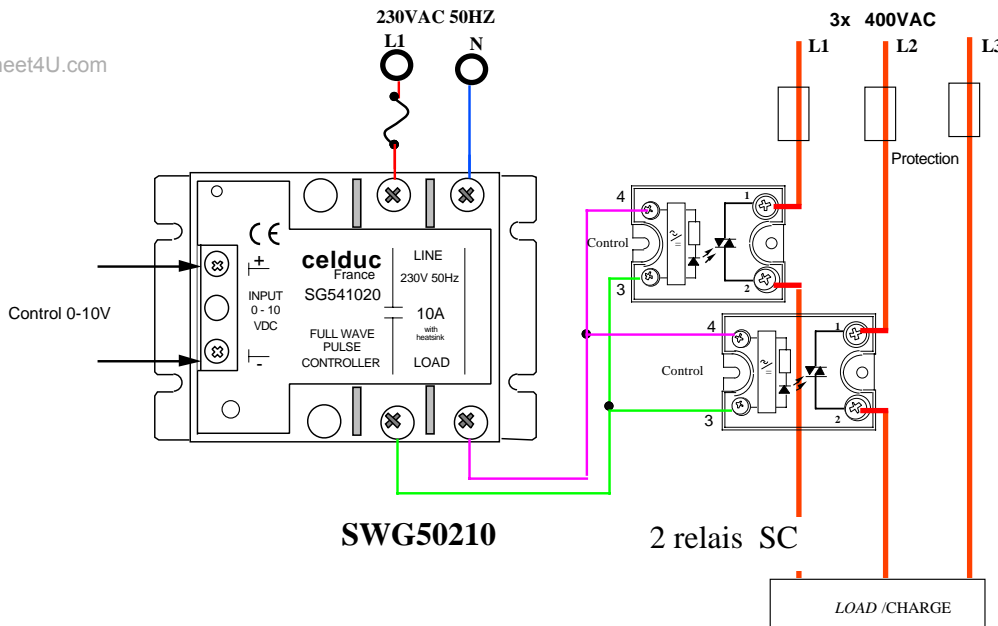 230VAC 50HZ
L1
N
3x 400VAC
L1
L2
L3
heet4U.com
Protection
4
1
Control
3
2
CE
+
INPUT
0 - 10
VDC
-
celduc
France
SG541020
FULL WAVE
PULSE
CONTROLLER
LINE
230V 50Hz
10A
with
heatsink
LOAD
Control 0-10V
4
1
Control
3
2
SWG50210
2 relais SC
LOAD /CHARGE